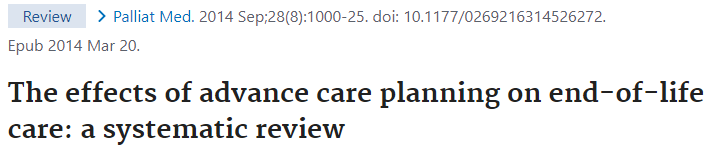 Review Palliat Med. 2014 Sep;28(8):1000-25. doi: 10.1177/0269216314526272.
Epub 2014 Mar 20.
The effects of advance care planning on end-of-life
care: a systematic review